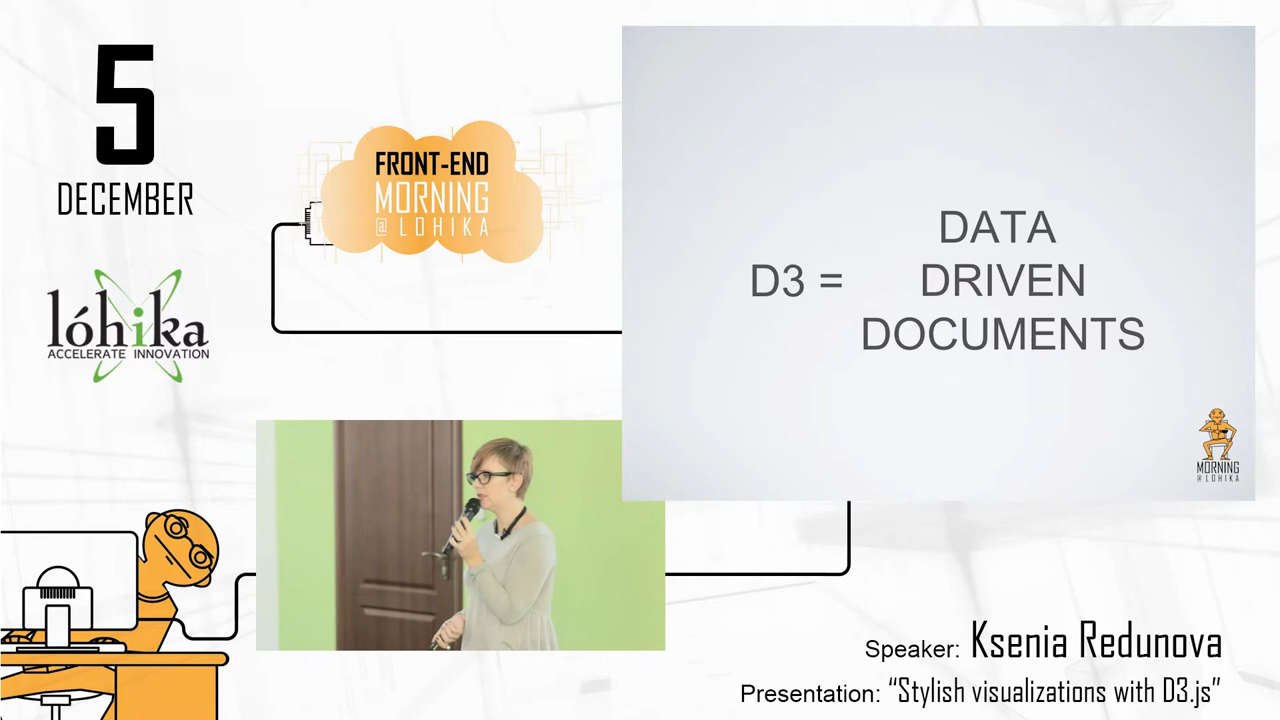 5
DECEMBER
lóhika
ACCELERATE INNOVATION
FRONT-END
MORNING
@ LOHIKA
DATA
D3 = DRIVEN
DOCUMENTS
MORNING
@ LOHIKA
Speaker: Ksenia Redunova
Presentation: “Stylish visualizations with D3.js”